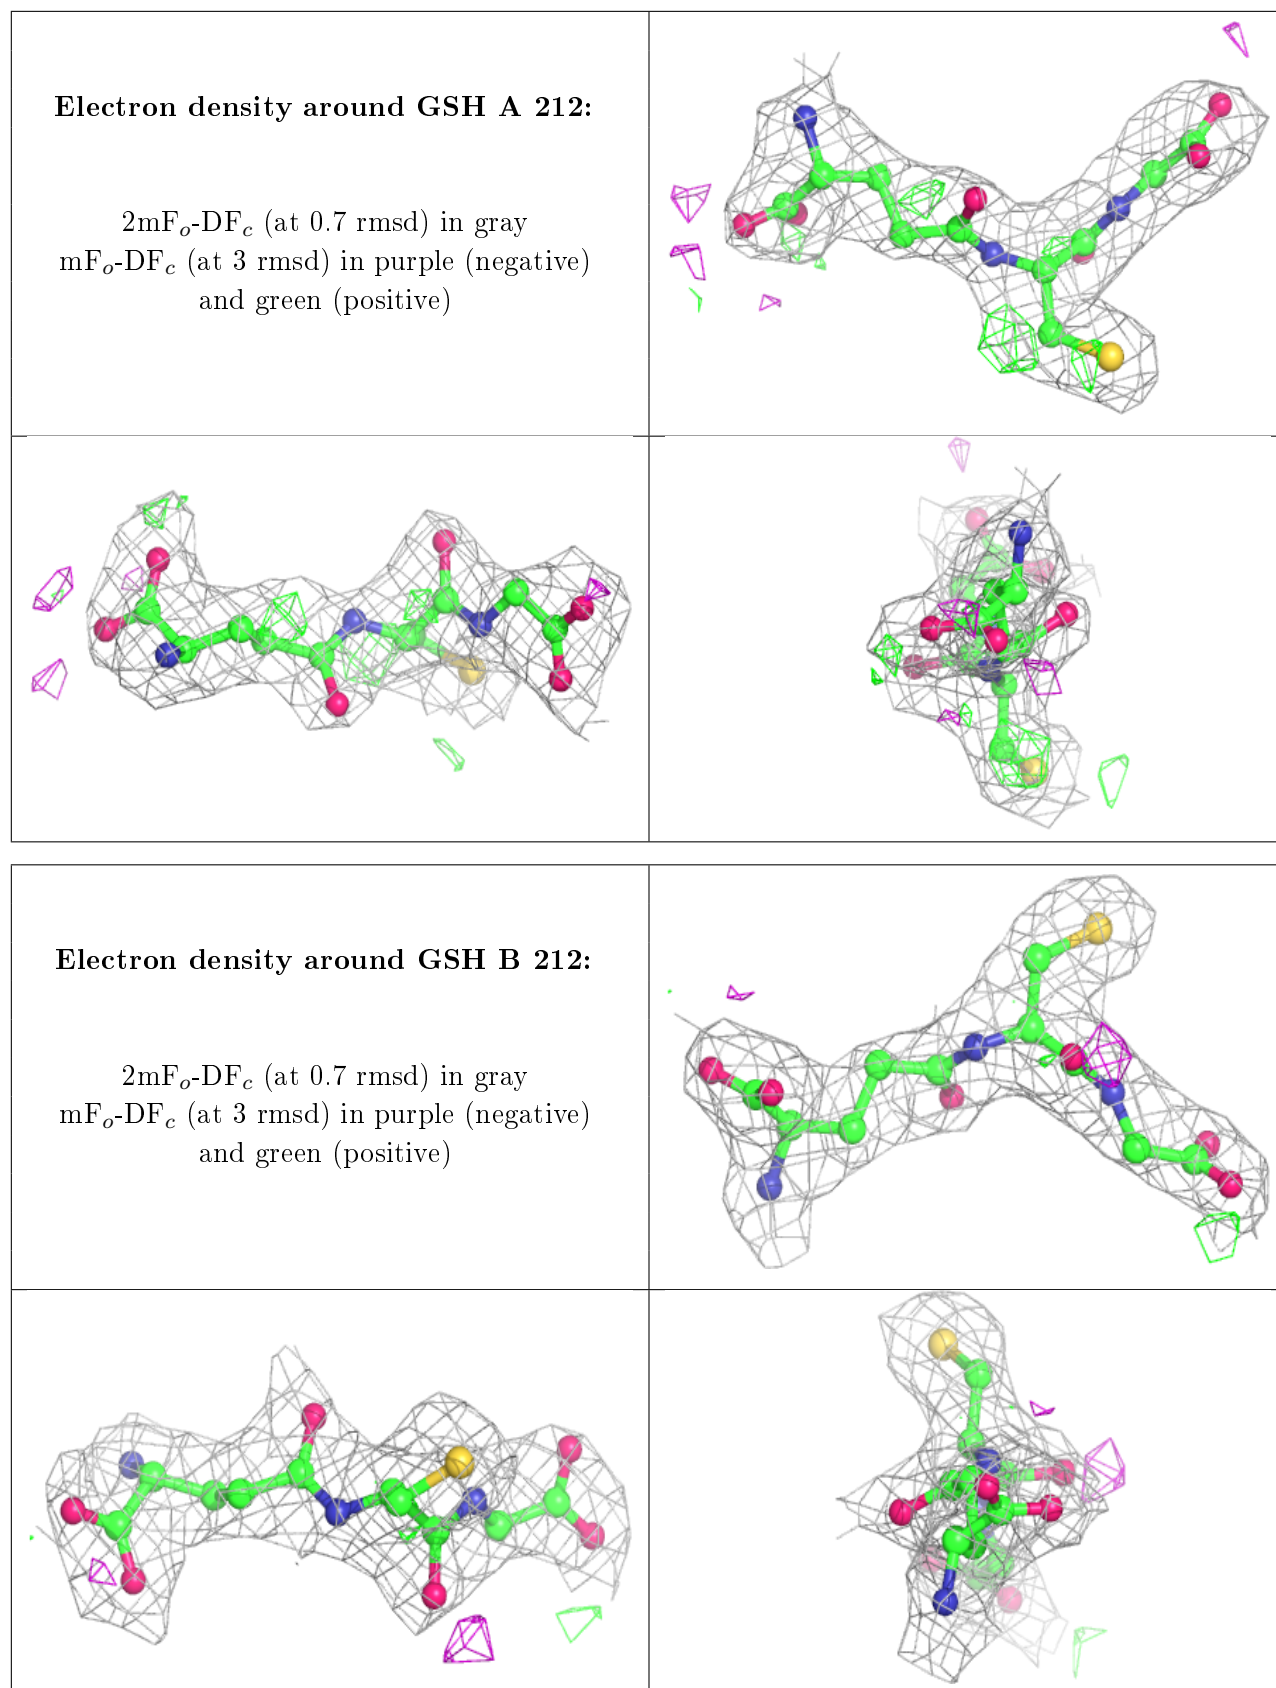 Electron density around GSH A 212:
2mFo-DFc (at 0.7 rmsd) in gray
mFo-DFc (at 3 rmsd) in purple (negative)
and green (positive)
Electron density around GSH B 212:
2mFo-DFc (at 0.7 rmsd) in gray
mFo-DFc (at 3 rmsd) in purple (negative)
and green (positive)